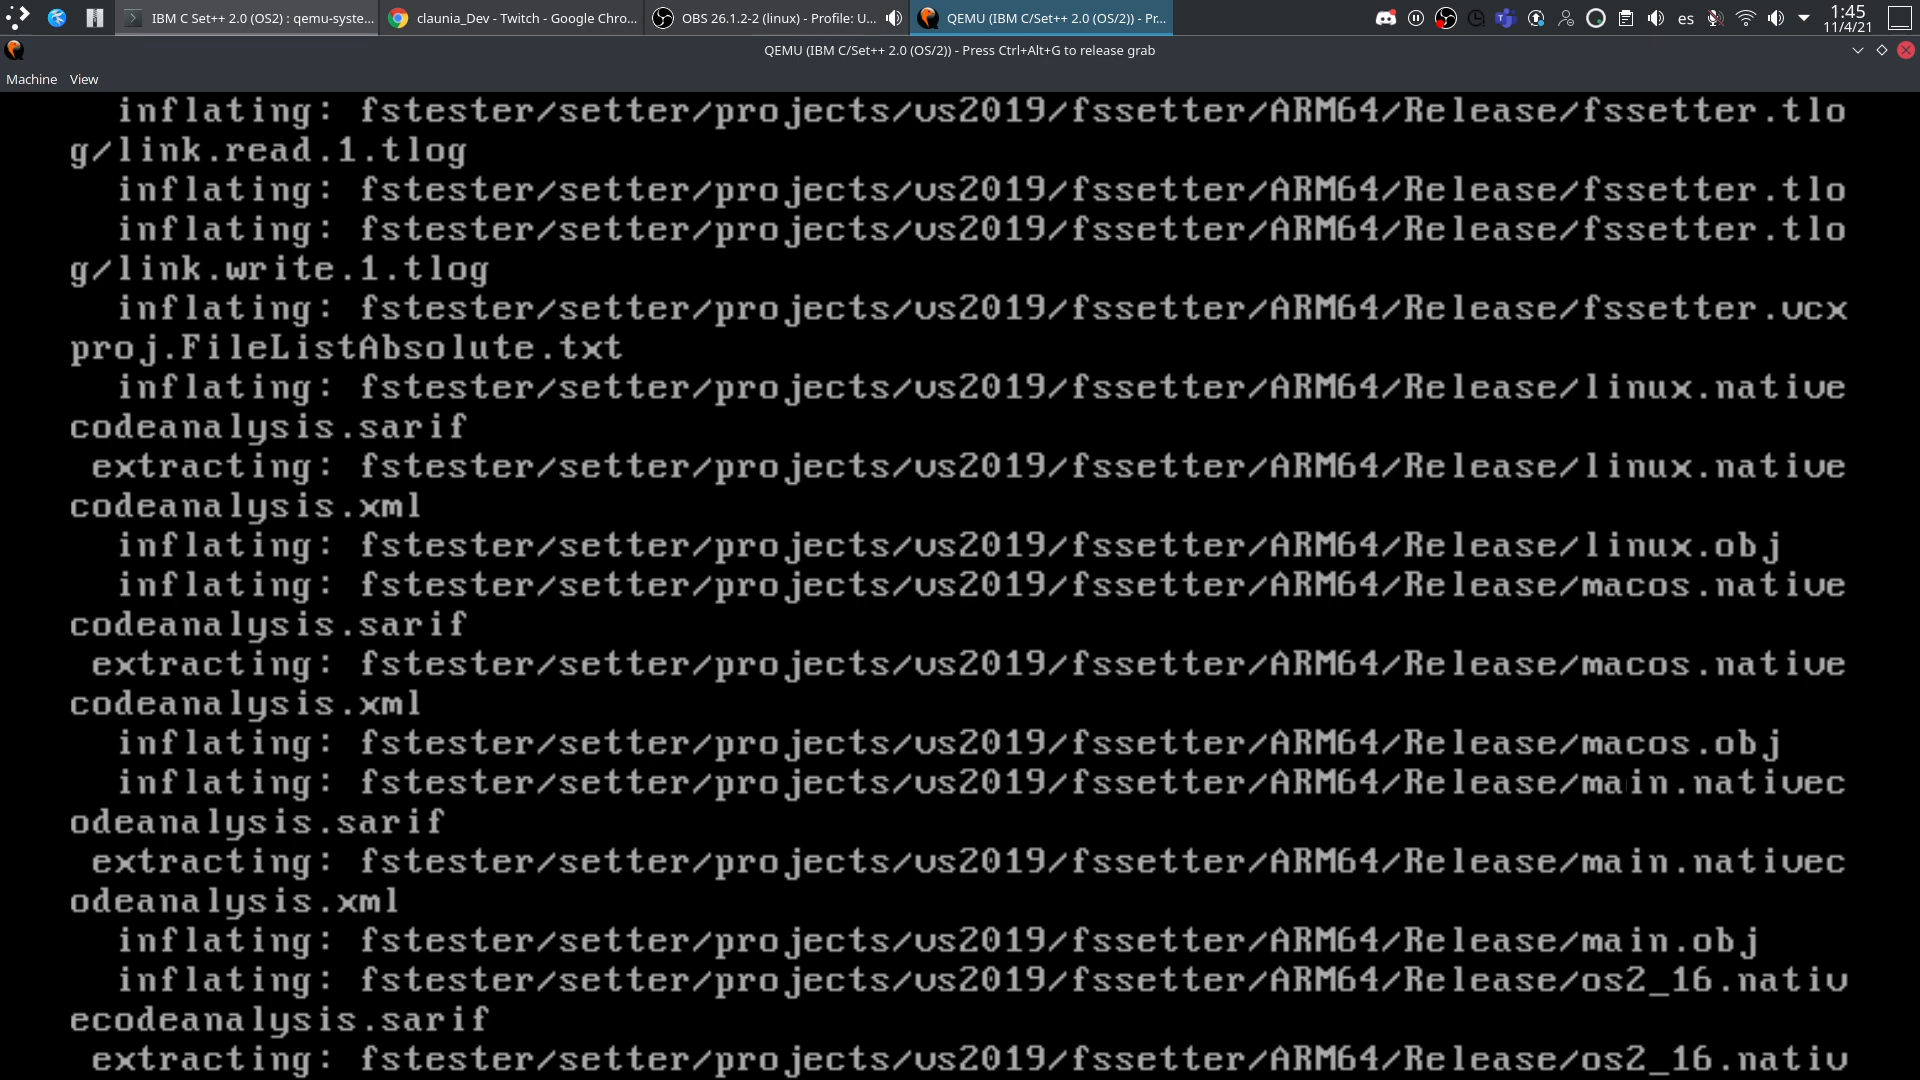 IBM C Set++ 2.0 (OS2) : qemu-syste...
claunia_Dev - Twitch - Google Chro...
OBS 26.1.2-2 (linux) - Profile: U...
QEMU (IBM C/Set++ 2.0 (OS/2)) - Pr...
es
1:45
11/4/21
QEMU (IBM C/Set++ 2.0 (OS/2)) - Press Ctrl+Alt+G to release grab
Machine View
inflating: fstester/setter/projects/vs2019/fssetter/ARM64/Release/fssetter.tlo
g/link.read.1.tlog
inflating: fstester/setter/projects/vs2019/fssetter/ARM64/Release/fssetter.tlo
inflating: fstester/setter/projects/vs2019/fssetter/ARM64/Release/fssetter.tlo
g/link.write.1.tlog
inflating: fstester/setter/projects/vs2019/fssetter/ARM64/Release/fssetter.vcx
proj.FileListAbsolute.txt
inflating: fstester/setter/projects/vs2019/fssetter/ARM64/Release/linux.native
codeanalysis.sarif
extracting: fstester/setter/projects/vs2019/fssetter/ARM64/Release/linux.native
codeanalysis.xml
inflating: fstester/setter/projects/vs2019/fssetter/ARM64/Release/linux.obj
inflating: fstester/setter/projects/vs2019/fssetter/ARM64/Release/macos.native
codeanalysis.sarif
extracting: fstester/setter/projects/vs2019/fssetter/ARM64/Release/macos.native
codeanalysis.xml
inflating: fstester/setter/projects/vs2019/fssetter/ARM64/Release/macos.obj
inflating: fstester/setter/projects/vs2019/fssetter/ARM64/Release/main.nativec
odeanalysis.sarif
extracting: fstester/setter/projects/vs2019/fssetter/ARM64/Release/main.nativec
odeanalysis.xml
inflating: fstester/setter/projects/vs2019/fssetter/ARM64/Release/main.obj
inflating: fstester/setter/projects/vs2019/fssetter/ARM64/Release/os2_16.nativ
ecodeanalysis.sarif
extracting: fstester/setter/projects/vs2019/fssetter/ARM64/Release/os2_16.nativ